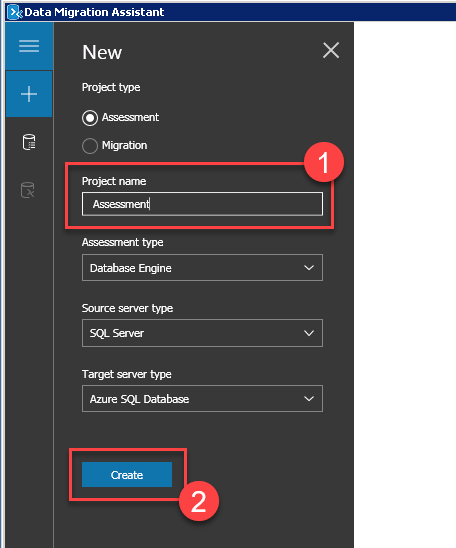 Data Migration Assistant
New
Project type
Assessment
Migration
1
Project name
Assessment
Assessment type
Database Engine
Source server type
SQL Server
Target server type
Azure SQL Database
Create
2